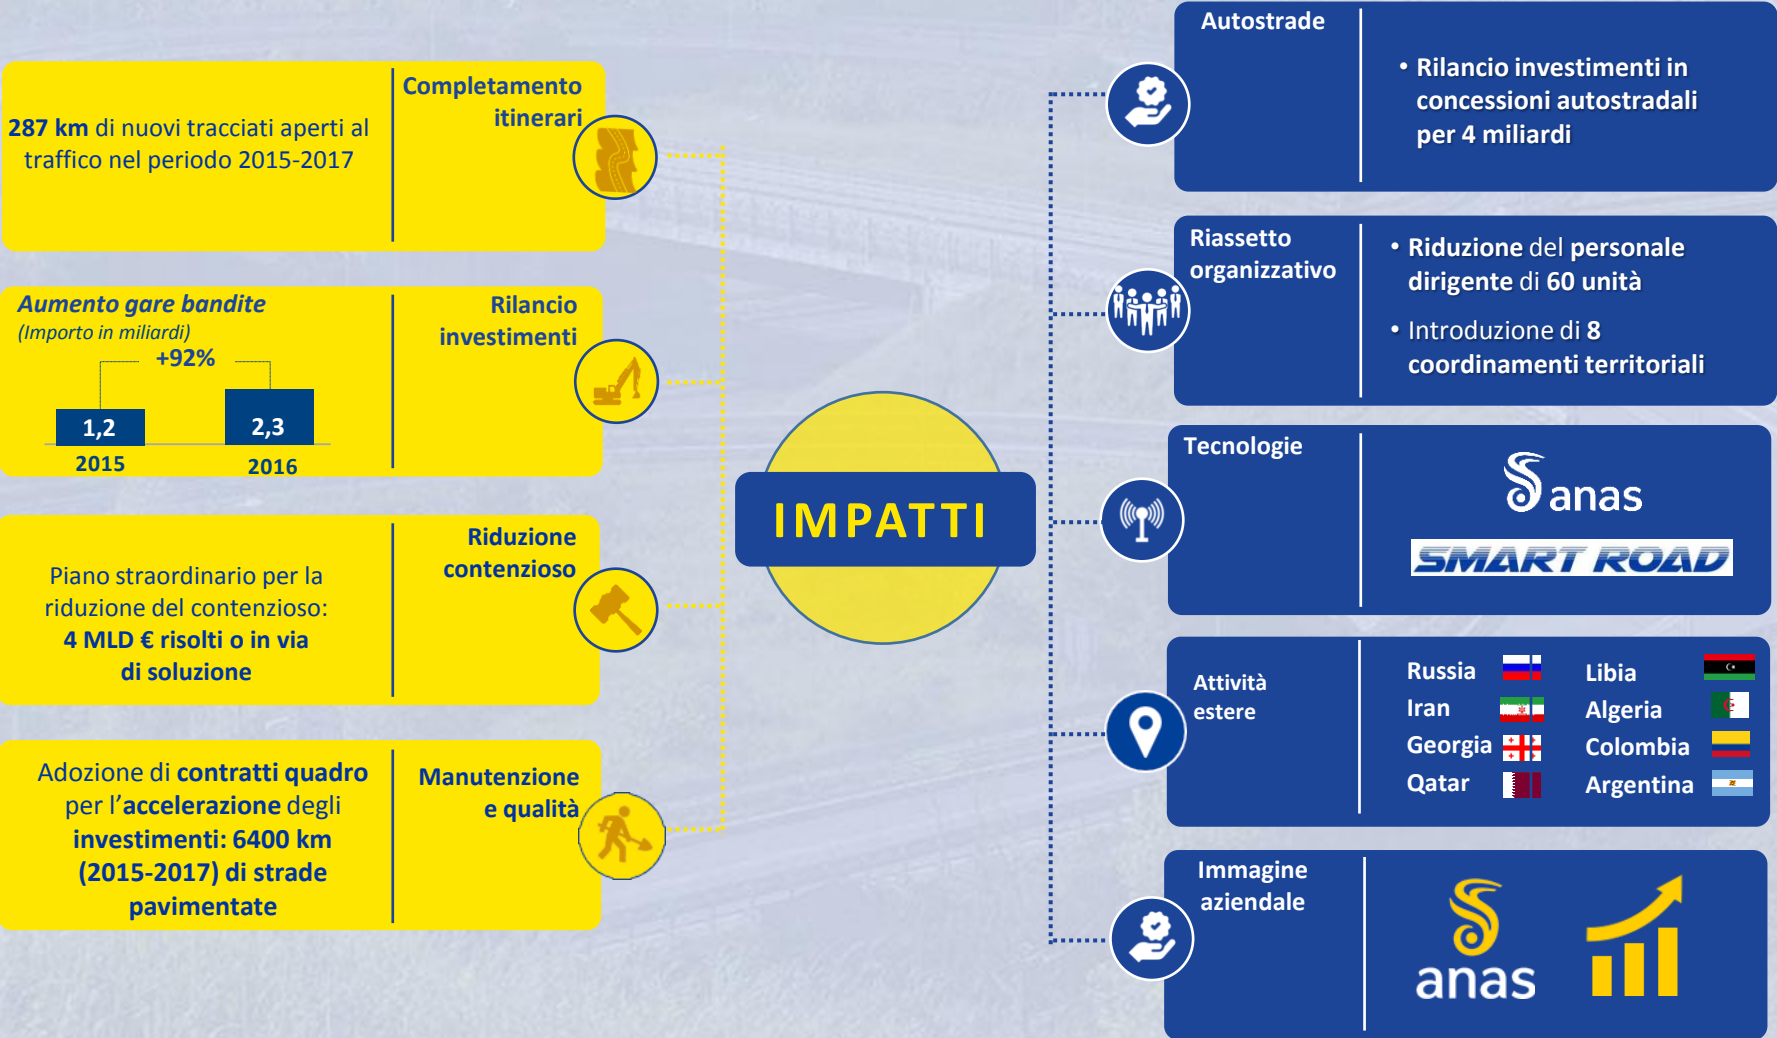 Completamento
itinerari
287 km di nuovi tracciati aperti al
traffico nel periodo 2015-2017
Rilancio
investimenti
Aumento gare bandite
(Importo in miliardi)
+92%
1,2
2,3
2015
2016
Riduzione
contenzioso
Piano straordinario per la
riduzione del contenzioso:
4 MLD € risolti o in via
di soluzione
Manutenzione
e qualità
Adozione di contratti quadro
per l'accelerazione degli
investimenti: 6400 km
(2015-2017) di strade
pavimentate
IMPATTI
Autostrade
• Rilancio investimenti in
concessioni autostradali
per 4 miliardi
Riassetto
organizzativo
• Riduzione del personale
dirigente di 60 unità
• Introduzione di 8
coordinamenti territoriali
Tecnologie
anas
SMART ROAD
Attività
estere
Russia
Iran
Georgia
Qatar
Libia
Algeria
Colombia
Argentina
Immagine
aziendale
anas